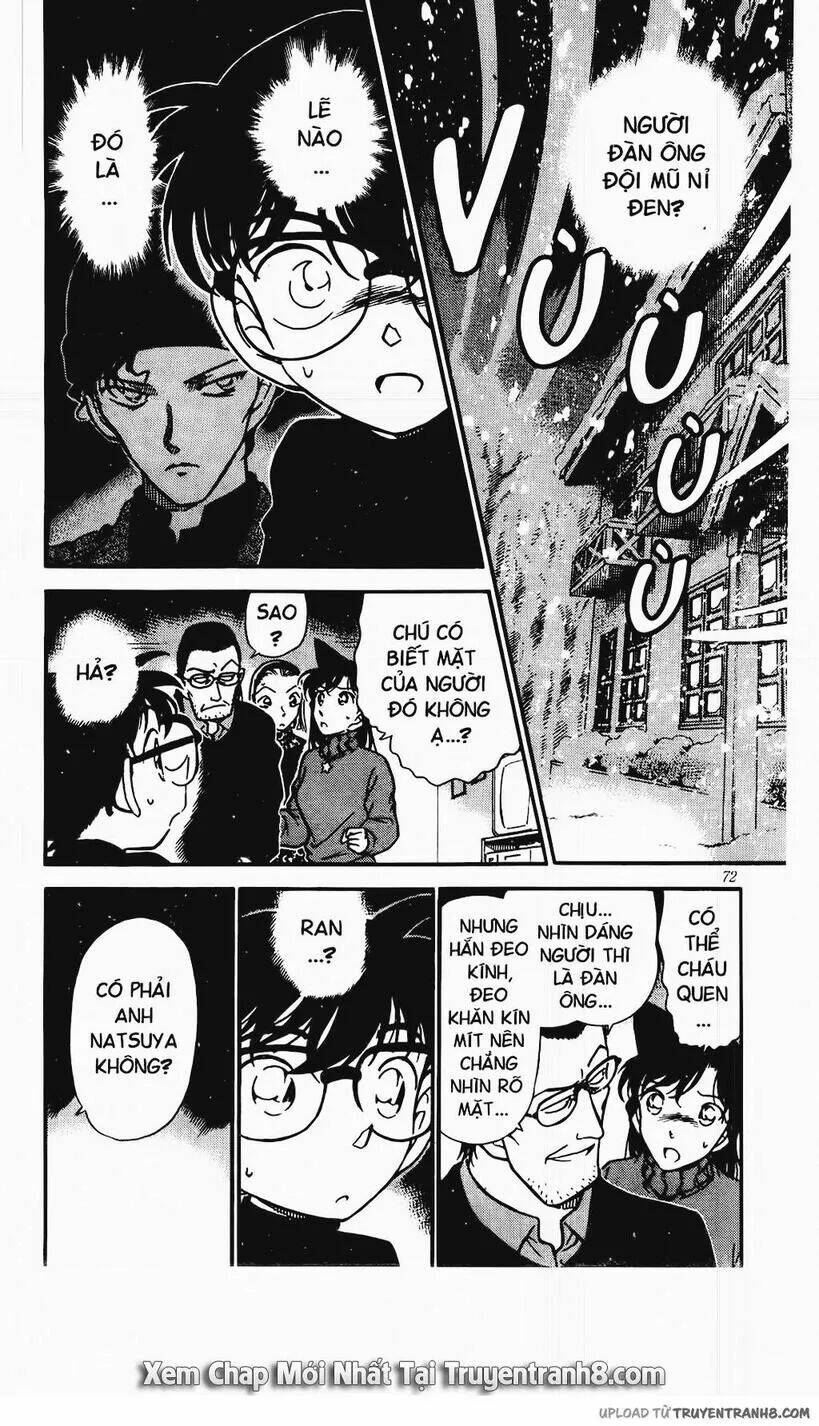 NGƯỜI
ĐÀN ÔNG
ĐỘI MŨ NỈ
ĐEN?
VÙÙÙÙ
LẼ
NÀO
...
ĐÓ
LÀ
...
CHÚ CÓ
BIẾT MẶT
CỦA NGƯỜI
ĐÓ KHÔNG
Ạ...?
SAO
?
HẢ?
72
CÓ
THỂ
CHÁU
QUEN
...
CHỊU...
NHÌN DÁNG
NGƯỜI THÌ
LÀ ĐÀN
ÔNG...
NHƯNG
HẮN ĐEO
KÍNH,
ĐEO
KHĂN KÍN
MÍT NÊN
CHẲNG
NHÌN RÕ
MẶT...
RAN
...?
CÓ PHẢI
ANH
NATSUYA
KHÔNG?
Xem Chap Mới Nhất Tại Truyentranh8.com
UPLOAD TỪ TRUYENTRANH8.COM